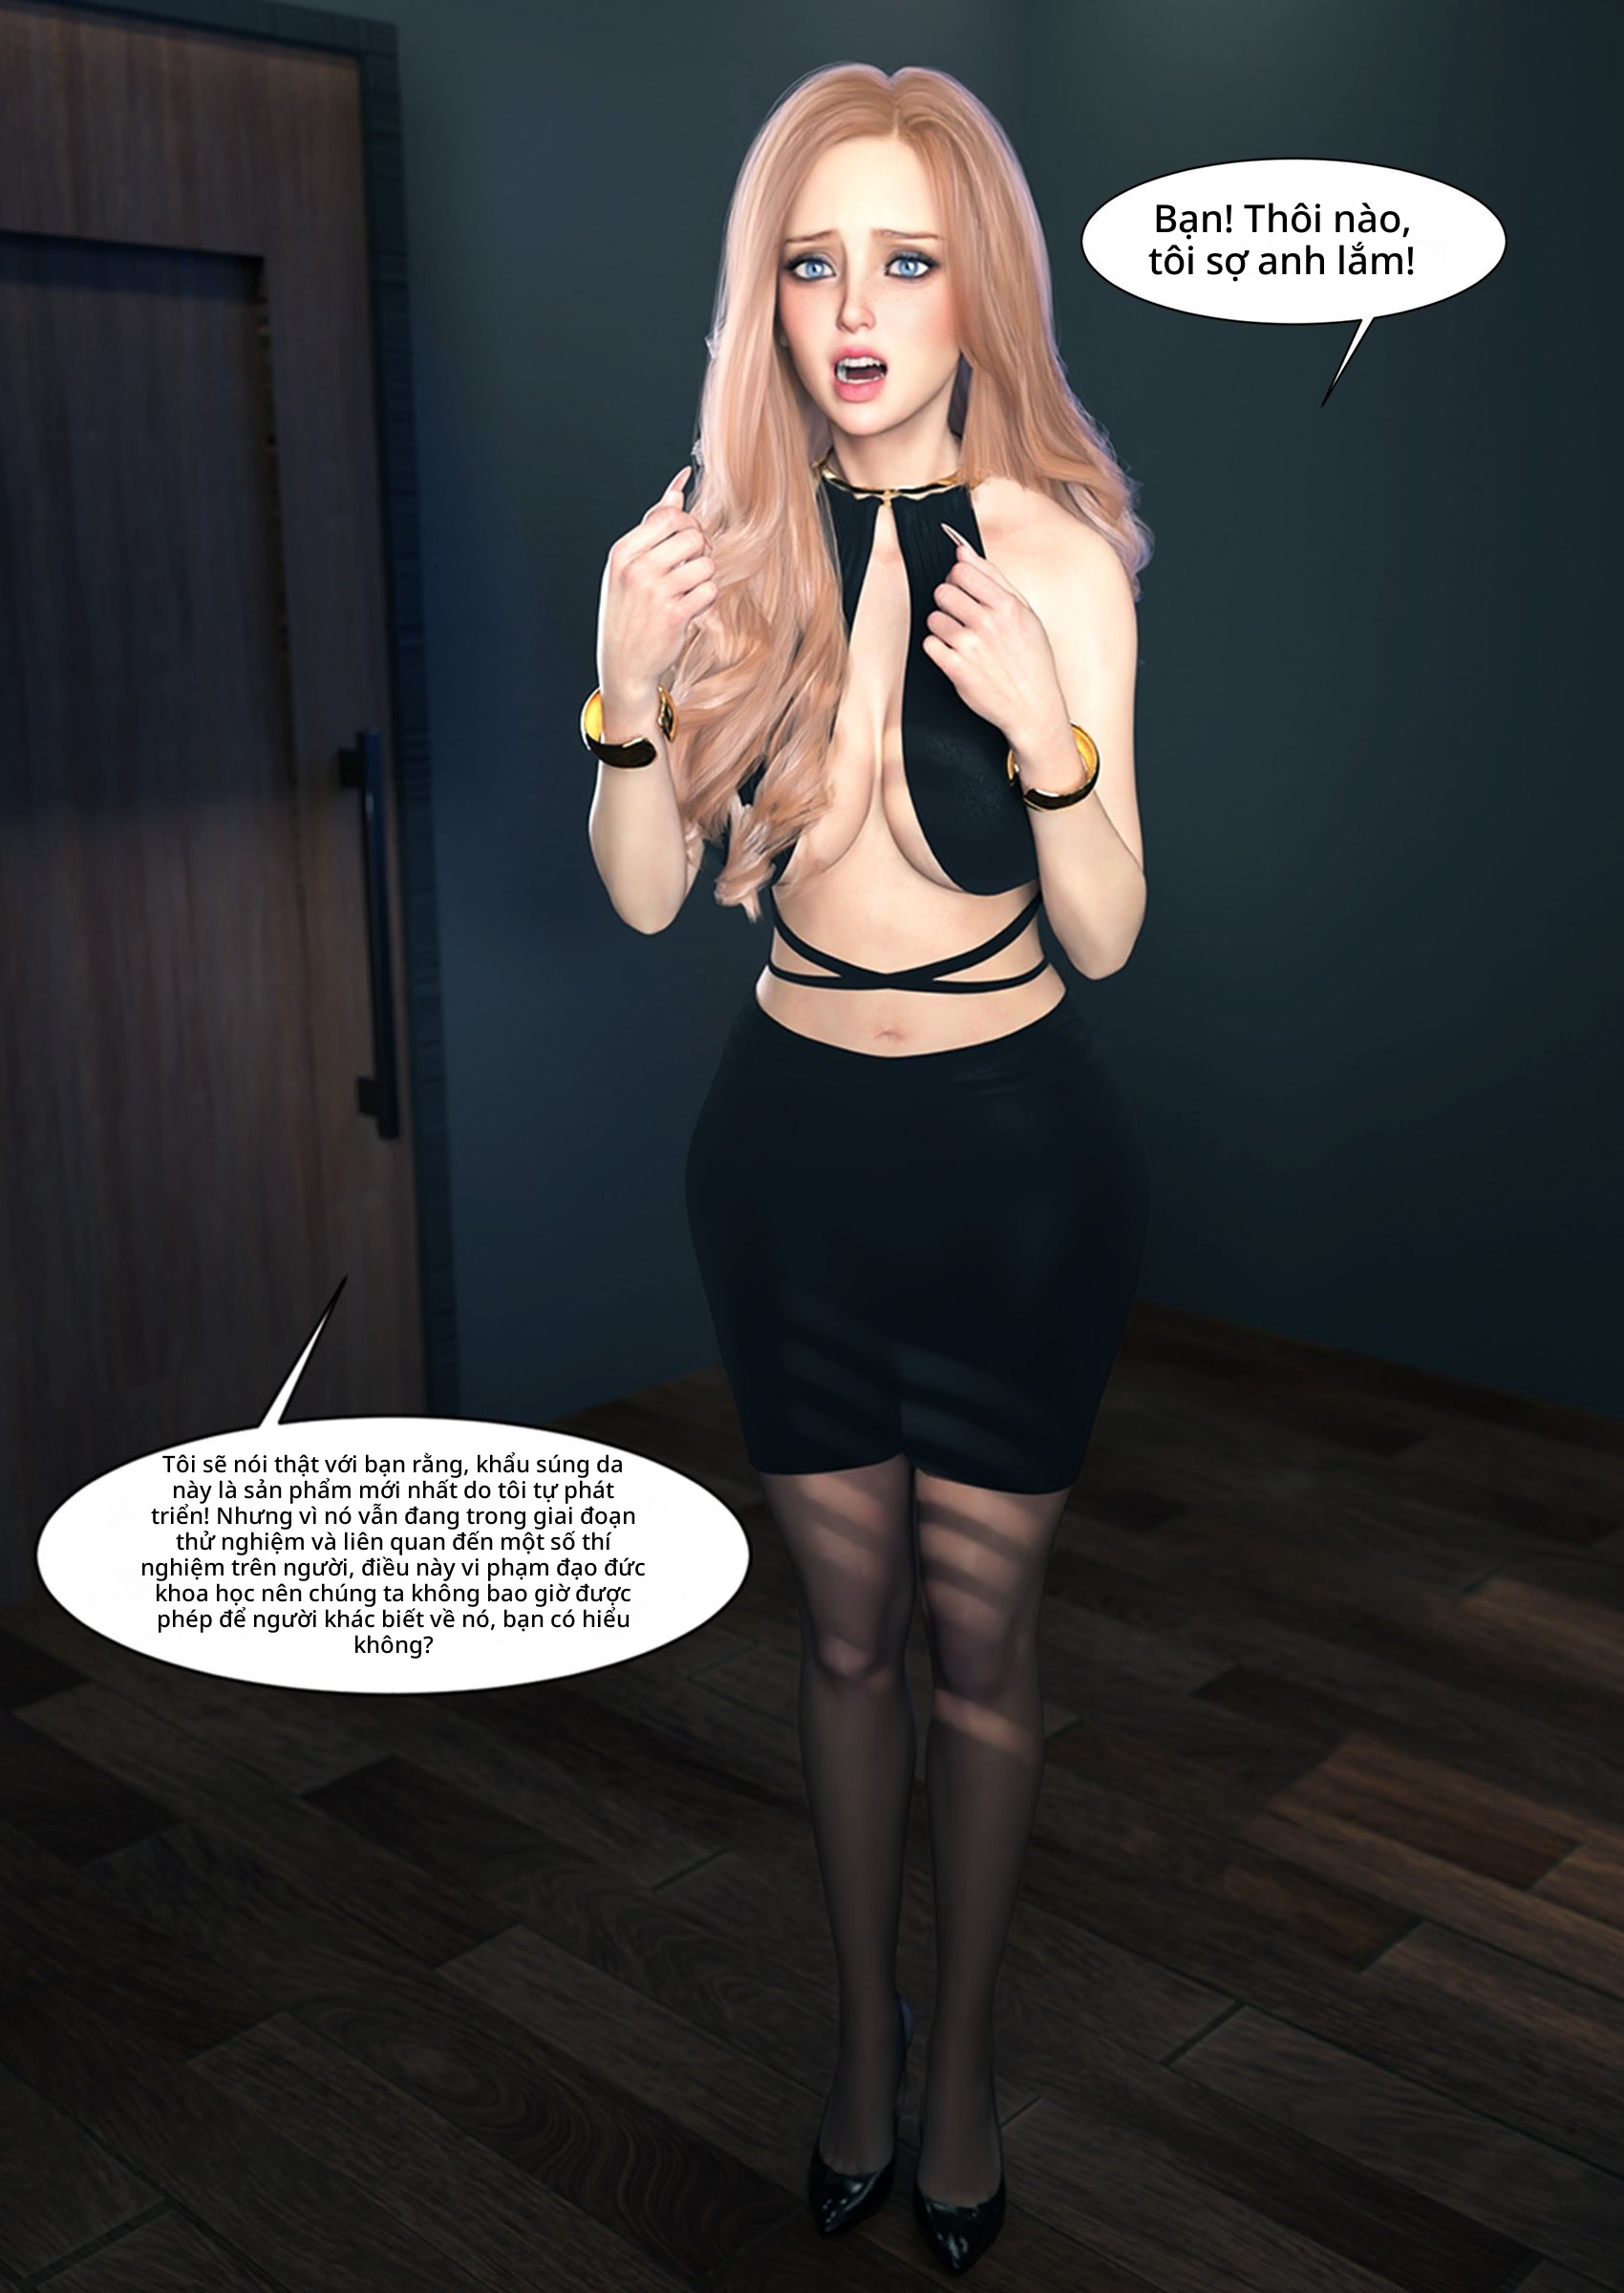 Bạn! Thôi nào,
tôi sợ anh lắm!
Tôi sẽ nói thật với bạn rằng, khẩu súng da
này là sản phẩm mới nhất do tôi tự phát
triển! Nhưng vì nó vẫn đang trong giai đoạn
thử nghiệm và liên quan đến một số thí
nghiệm trên người, điều này vi phạm đạo đức
khoa học nên chúng ta không bao giờ được
phép để người khác biết về nó, bạn có hiểu
không?